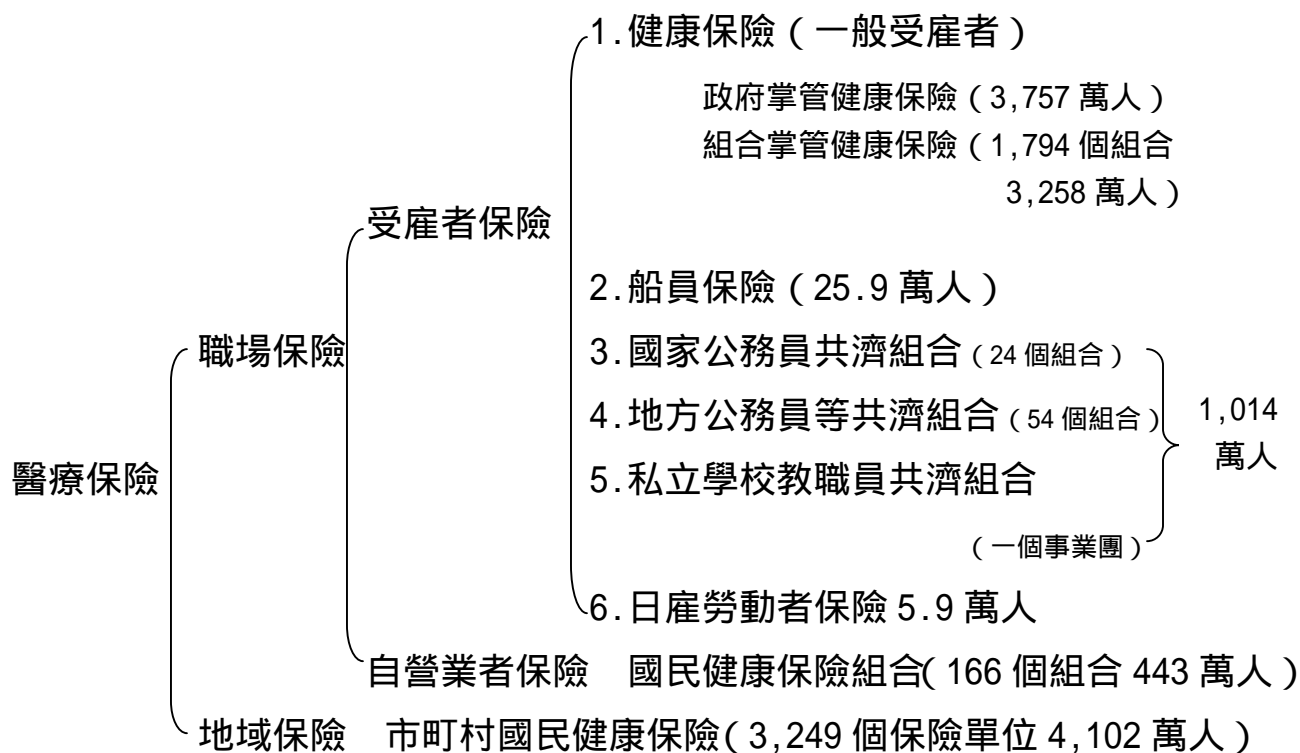 1.健康保險（一般受雇者）
政府掌管健康保險（3,757 萬人）
組合掌管健康保險（1,794 個組合
3,258 萬人）
受雇者保險
2.船員保險（25.9 萬人）
職場保險
3.國家公務員共濟組合（24 個組合）
4.地方公務員等共濟組合（54 個組合）
1,014
萬人
醫療保險
5.私立學校教職員共濟組合
（一個事業團）
6.日雇勞動者保險 5.9 萬人
自營業者保險 國民健康保險組合（166 個組合 443 萬人）
地域保險 市町村國民健康保險（3,249 個保險單位 4,102 萬人）